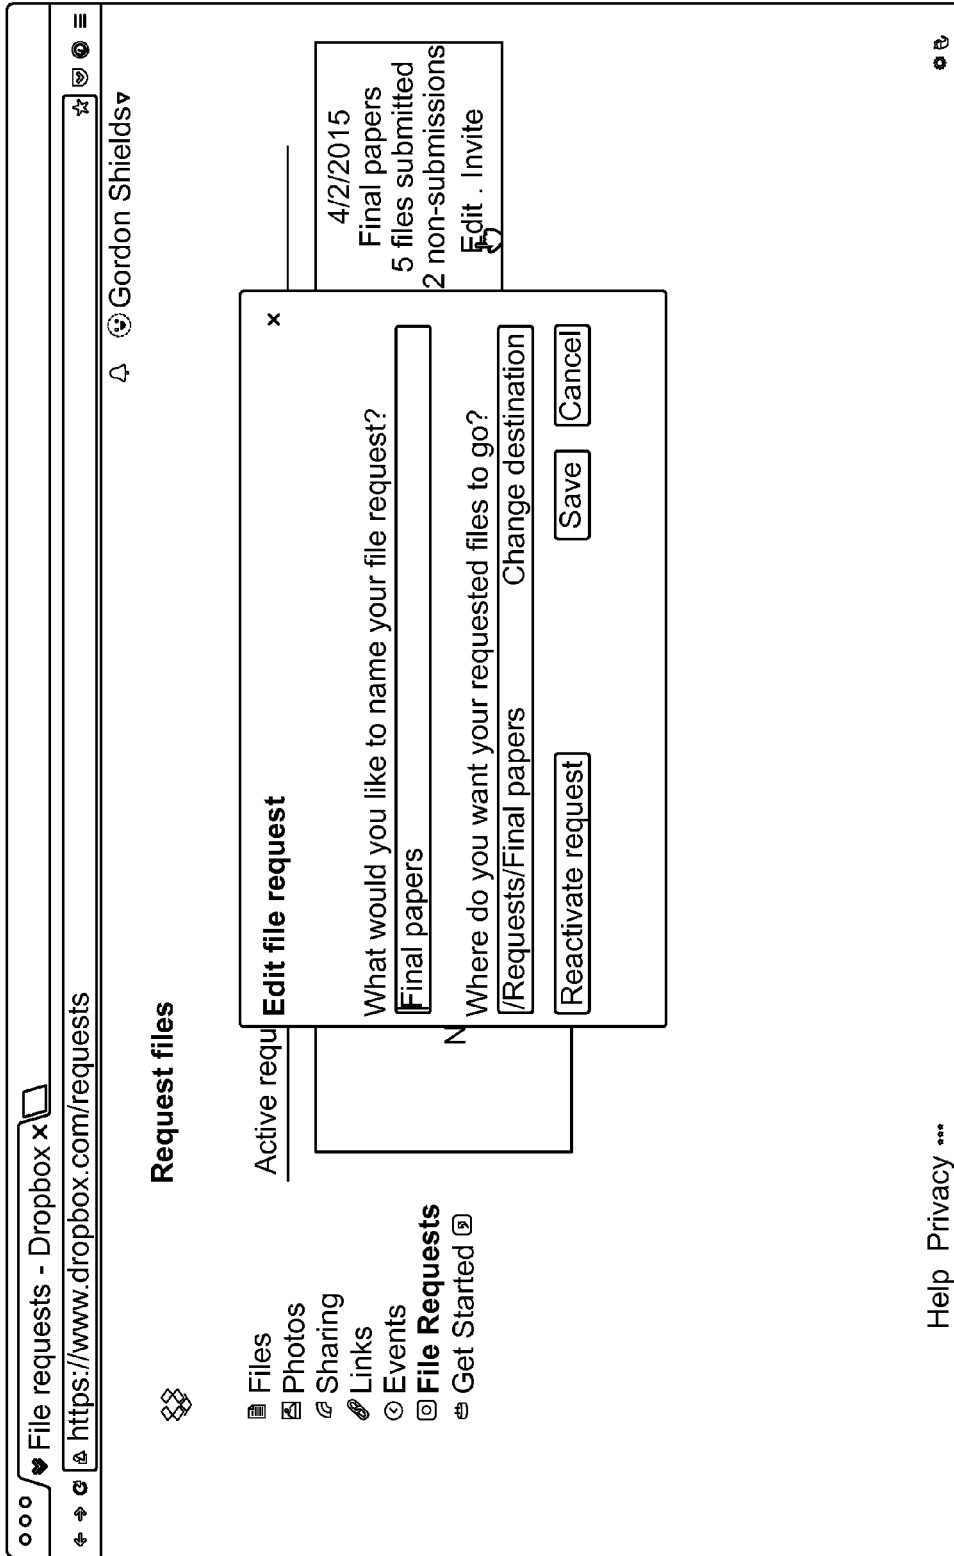 File requests - Dropbox x
https://www.dropbox.com/requests
Gordon Shields
Request files
Files
Photos
Sharing
Links
Events
File Requests
Get Started
Active requ
N
Edit file request x
What would you like to name your file request?
Final papers
Where do you want your requested files to go?
/Requests/Final papers Change destination
Reactivate request Save Cancel
4/2/2015
Final papers
5 files submitted
2 non-submissions
Edit . Invite
Help Privacy